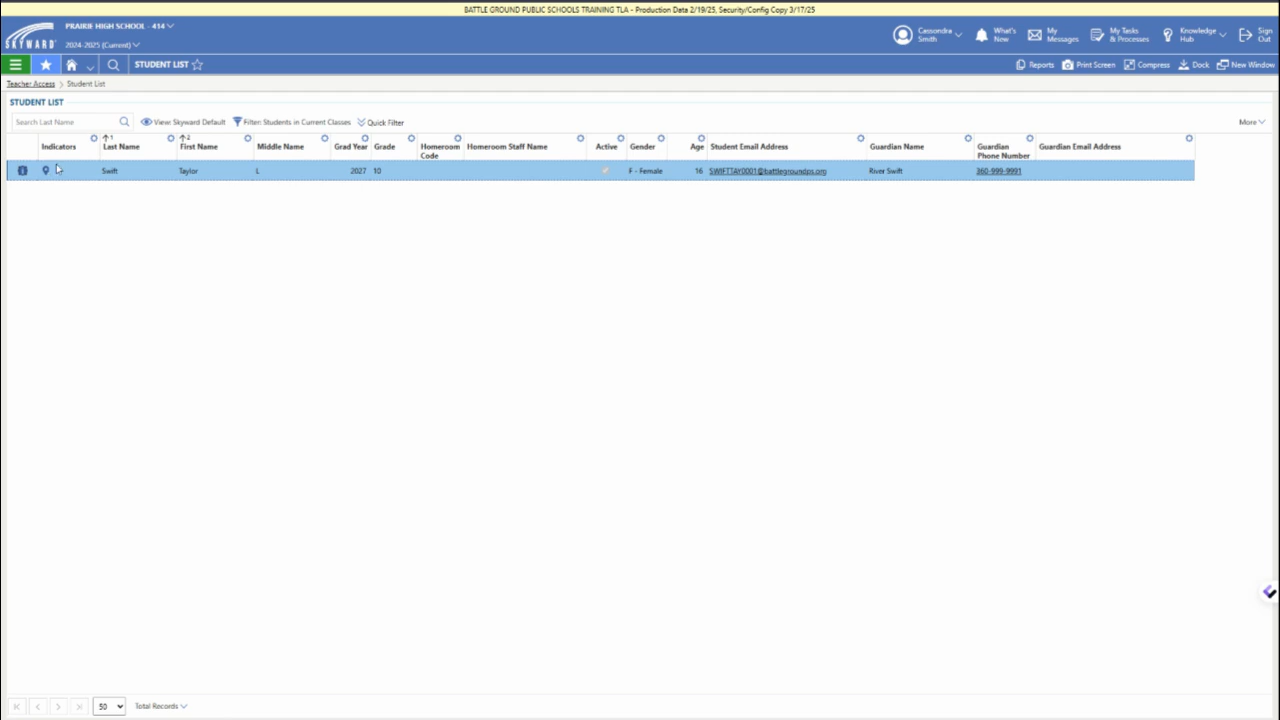 BATTLE GROUND PUBLIC SCHOOLS TRAINING TLA - Production Data 2/19/25, Security/Config Copy 3/17/25
SKYWARD
PRAIRIE HIGH SCHOOL - 414
2024-2025 (Current)
Cassondra Smith
What's New
My Messages
My Tasks & Processes
Knowledge Hub
Sign Out
STUDENT LIST
Reports Print Screen Compress Dock New Window
Teacher Access > Student List
STUDENT LIST
Search Last Name View: Skyward Default Filter: Students in Current Classes Quick Filter More
Indicators 1 Last Name 2 First Name Middle Name Grad Year Grade Homeroom Code Homeroom Staff Name Active Gender Age Student Email Address Guardian Name Guardian Phone Number Guardian Email Address
Swift Taylor L 2027 10 F - Female 16 SWIFTTAY0001@battlegroundps.org River Swift 360-999-9991
50 Total Records